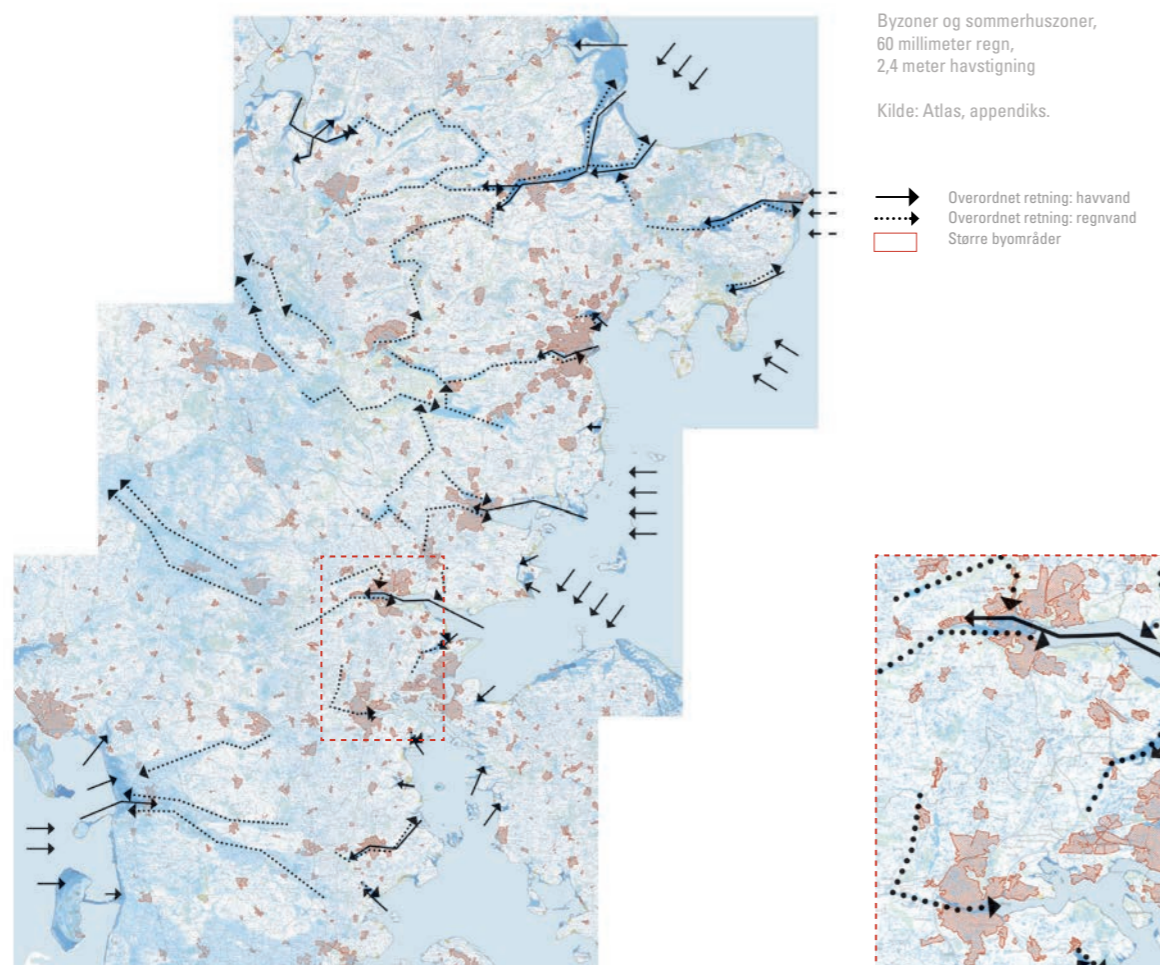 Byzoner og sommerhuszoner,
60 millimeter regn,
2,4 meter havstigning
Kilde: Atlas, appendiks.
Overordnet retning: havvand
Overordnet retning: regnvand
Større byområder